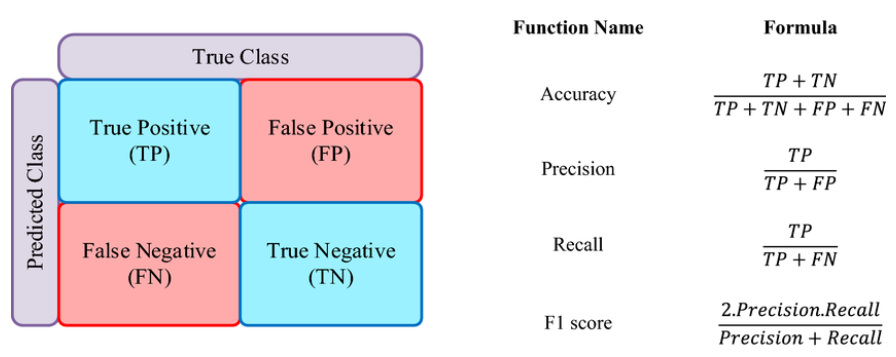 True Class
Predicted Class
True Positive
(TP)
False Positive
(FP)
False Negative
(FN)
True Negative
(TN)
Function Name Formula
Accuracy TP + TN
TP + TN + FP + FN
Precision TP
TP + FP
Recall TP
TP + FN
F1 score 2.Precision.Recall
Precision + Recall